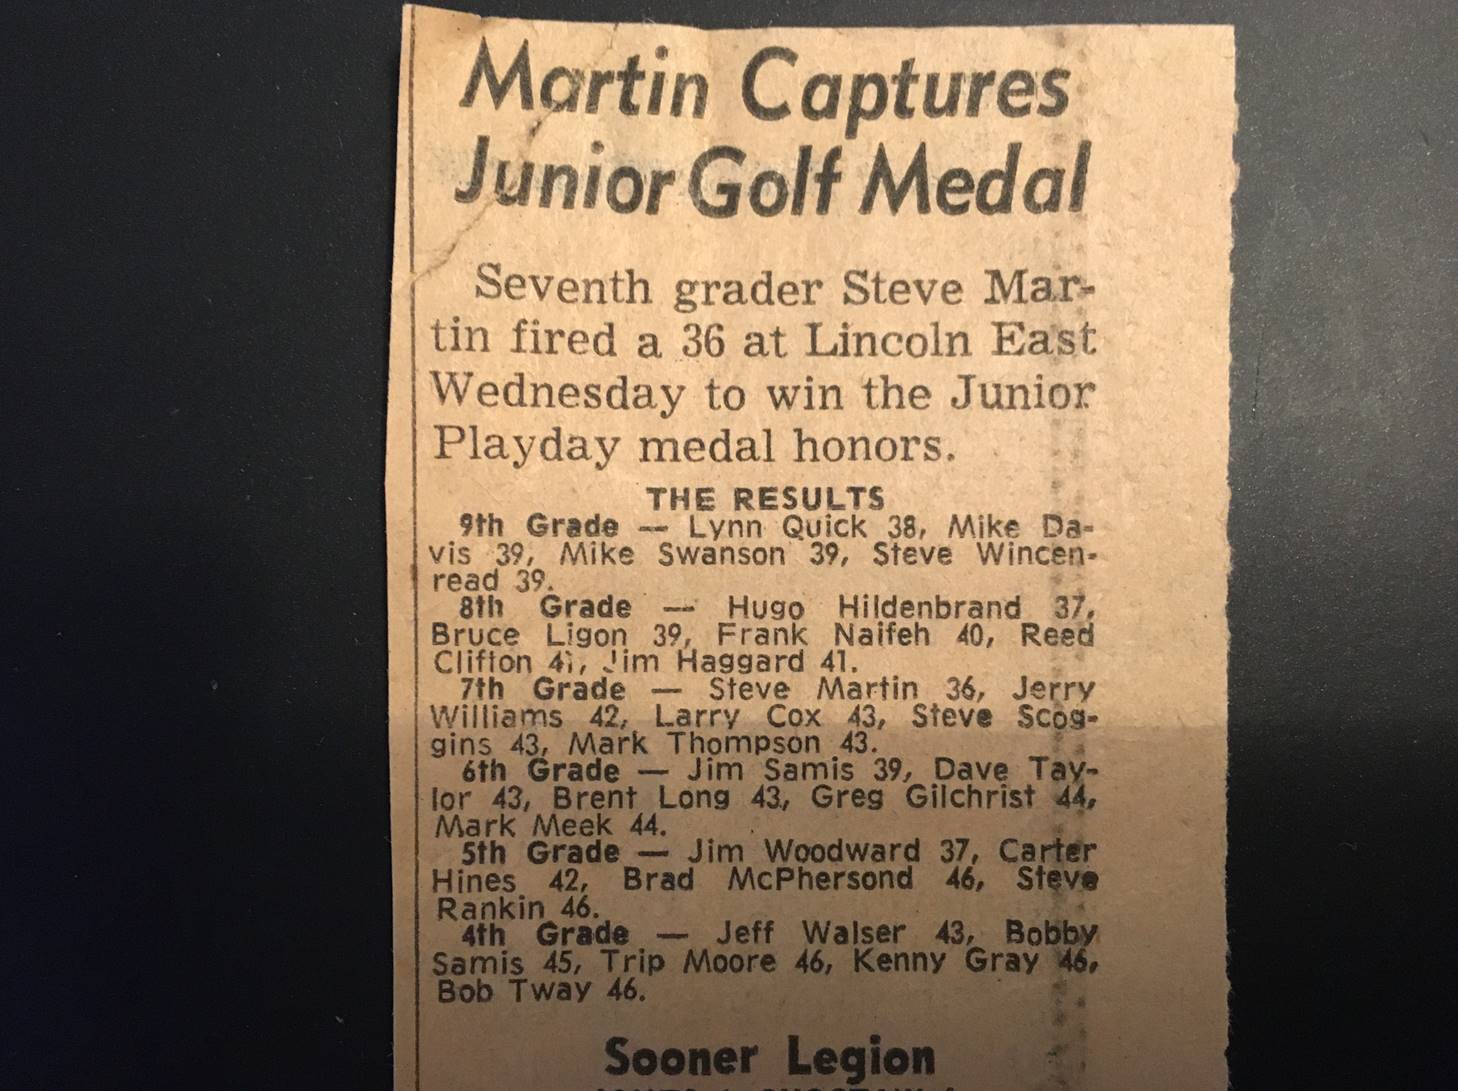 Martin Captures
Junior Golf Medal
Seventh grader Steve Mar-
tin fired a 36 at Lincoln East
Wednesday to win the Junior
Playday medal honors.
THE RESULTS
9th Grade — Lynn Quick 38, Mike Da-
vis 39, Mike Swanson 39, Steve Wincen-
read 39.
8th Grade — Hugo Hildenbrand 37,
Bruce Ligon 39, Frank Naifeh 40, Reed
Clifton 41, Jim Haggard 41.
7th Grade — Steve Martin 36, Jerry
Williams 42, Larry Cox 43, Steve Scog-
gins 43, Mark Thompson 43.
6th Grade — Jim Samis 39, Dave Tay-
lor 43, Brent Long 43, Greg Gilchrist 44,
Mark Meek 44.
5th Grade — Jim Woodward 37, Carter
Hines 42, Brad McPhersond 46, Steve
Rankin 46.
4th Grade — Jeff Walser 43, Bobby
Samis 45, Trip Moore 46, Kenny Gray 46,
Bob Tway 46.
Sooner Legion